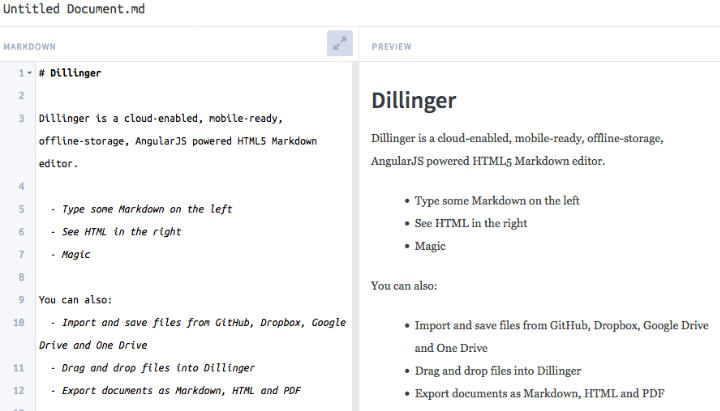 Untitled Document.md
MARKDOWN
PREVIEW
1 # Dillinger
2
3 Dillinger is a cloud-enabled, mobile-ready,
offline-storage, AngularJS powered HTML5 Markdown
editor.
4
5 - Type some Markdown on the left
6 - See HTML in the right
7 - Magic
8
9 You can also:
10 - Import and save files from GitHub, Dropbox, Google
Drive and One Drive
11 - Drag and drop files into Dillinger
12 - Export documents as Markdown, HTML and PDF
Dillinger
Dillinger is a cloud-enabled, mobile-ready, offline-storage,
AngularJS powered HTML5 Markdown editor.
• Type some Markdown on the left
• See HTML in the right
• Magic
You can also:
• Import and save files from GitHub, Dropbox, Google Drive
and One Drive
• Drag and drop files into Dillinger
• Export documents as Markdown, HTML and PDF